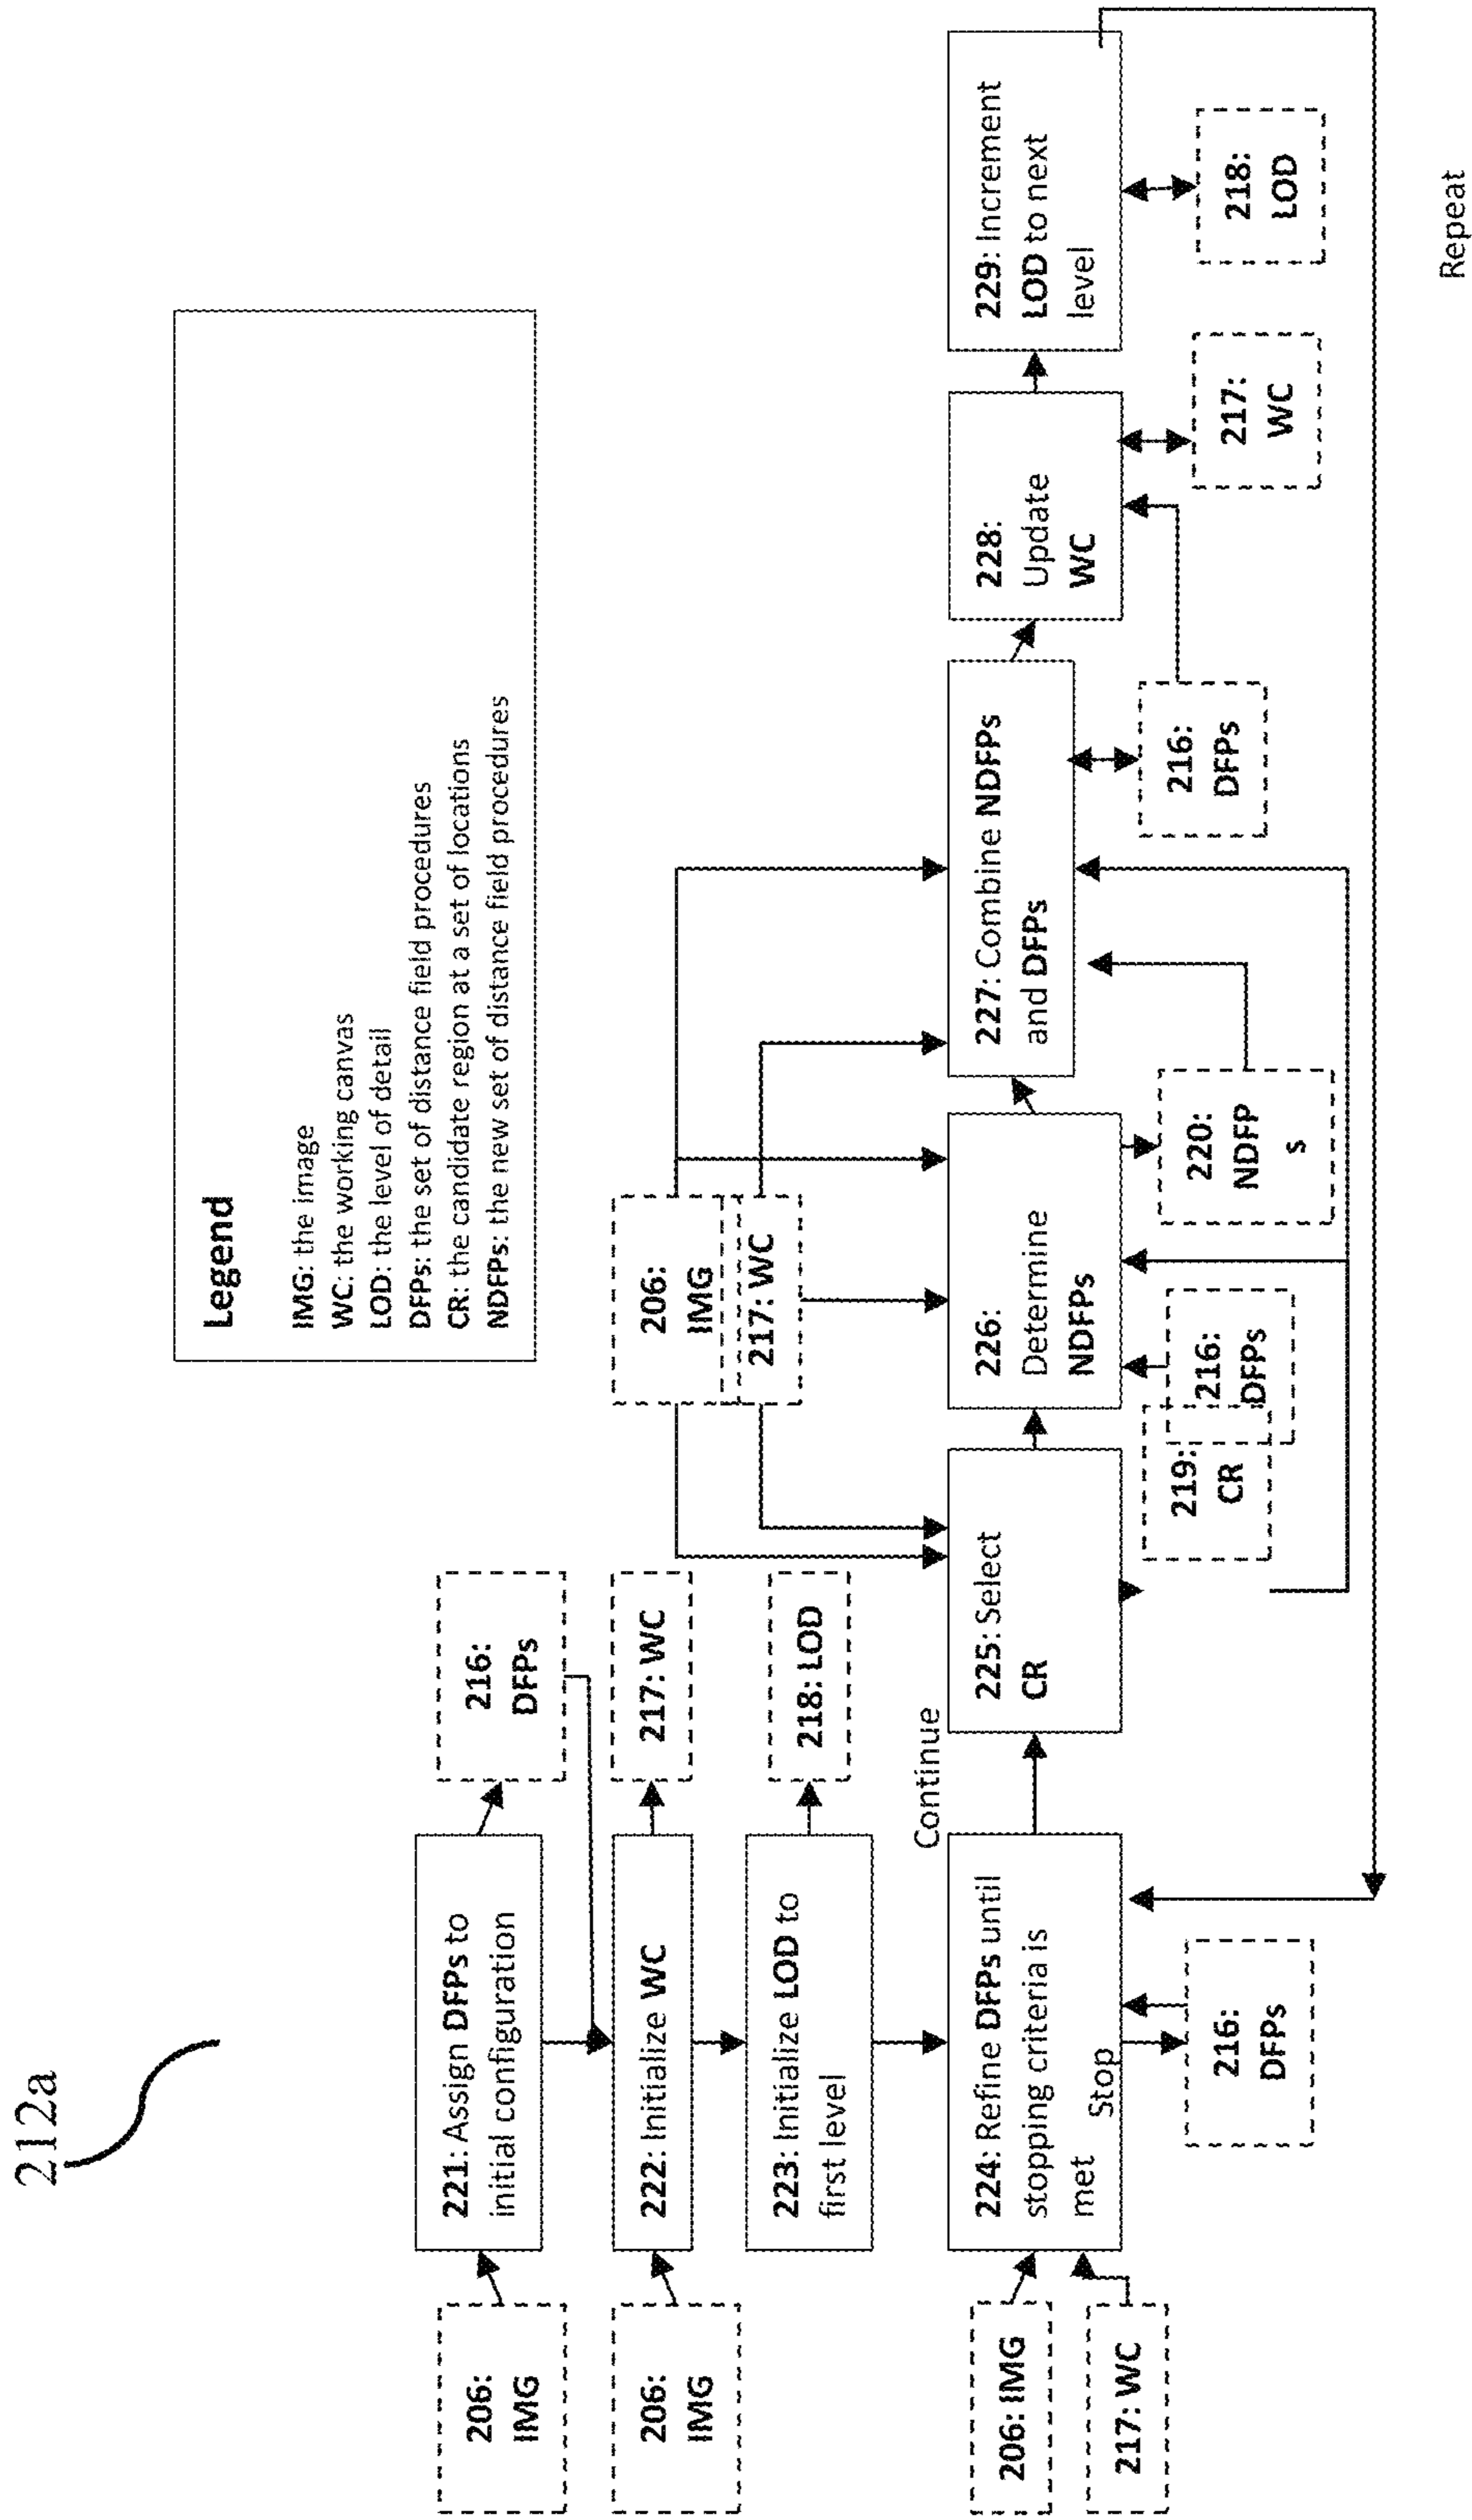 212a
Legend
IMG: the image
WC: the working canvas
LOD: the level of detail
DFPs: the set of distance field procedures
CR: the candidate region at a set of locations
NDFPs: the new set of distance field procedures
206:
IMG
221: Assign DFPs to
initial configuration
216:
DFPs
206:
IMG
222: Initialize WC
217: WC
223: Initialize LOD to
first level
218: LOD
206:
IMG
217: WC
206: IMG
217: WC
224: Refine DFPs until
stopping criteria is
met
Stop
Continue
216:
DFPs
225: Select
CR
219:
CR
216:
DFPs
226:
Determine
NDFPs
220:
NDFP
s
227: Combine NDFPs
and DFPs
216:
DFPs
228:
Update
WC
217:
WC
229: Increment
LOD to next
level
218:
LOD
Repeat